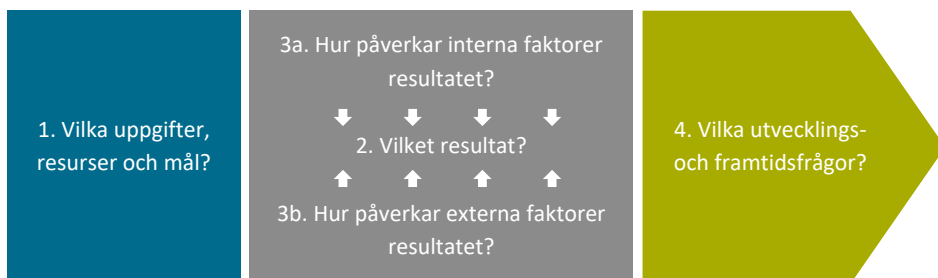 1. Vilka uppgifter,
resurser och mål?
3a. Hur påverkar interna faktorer
resultatet?
2. Vilket resultat?
3b. Hur påverkar externa faktorer
resultatet?
4. Vilka utvecklings-
och framtidsfrågor?